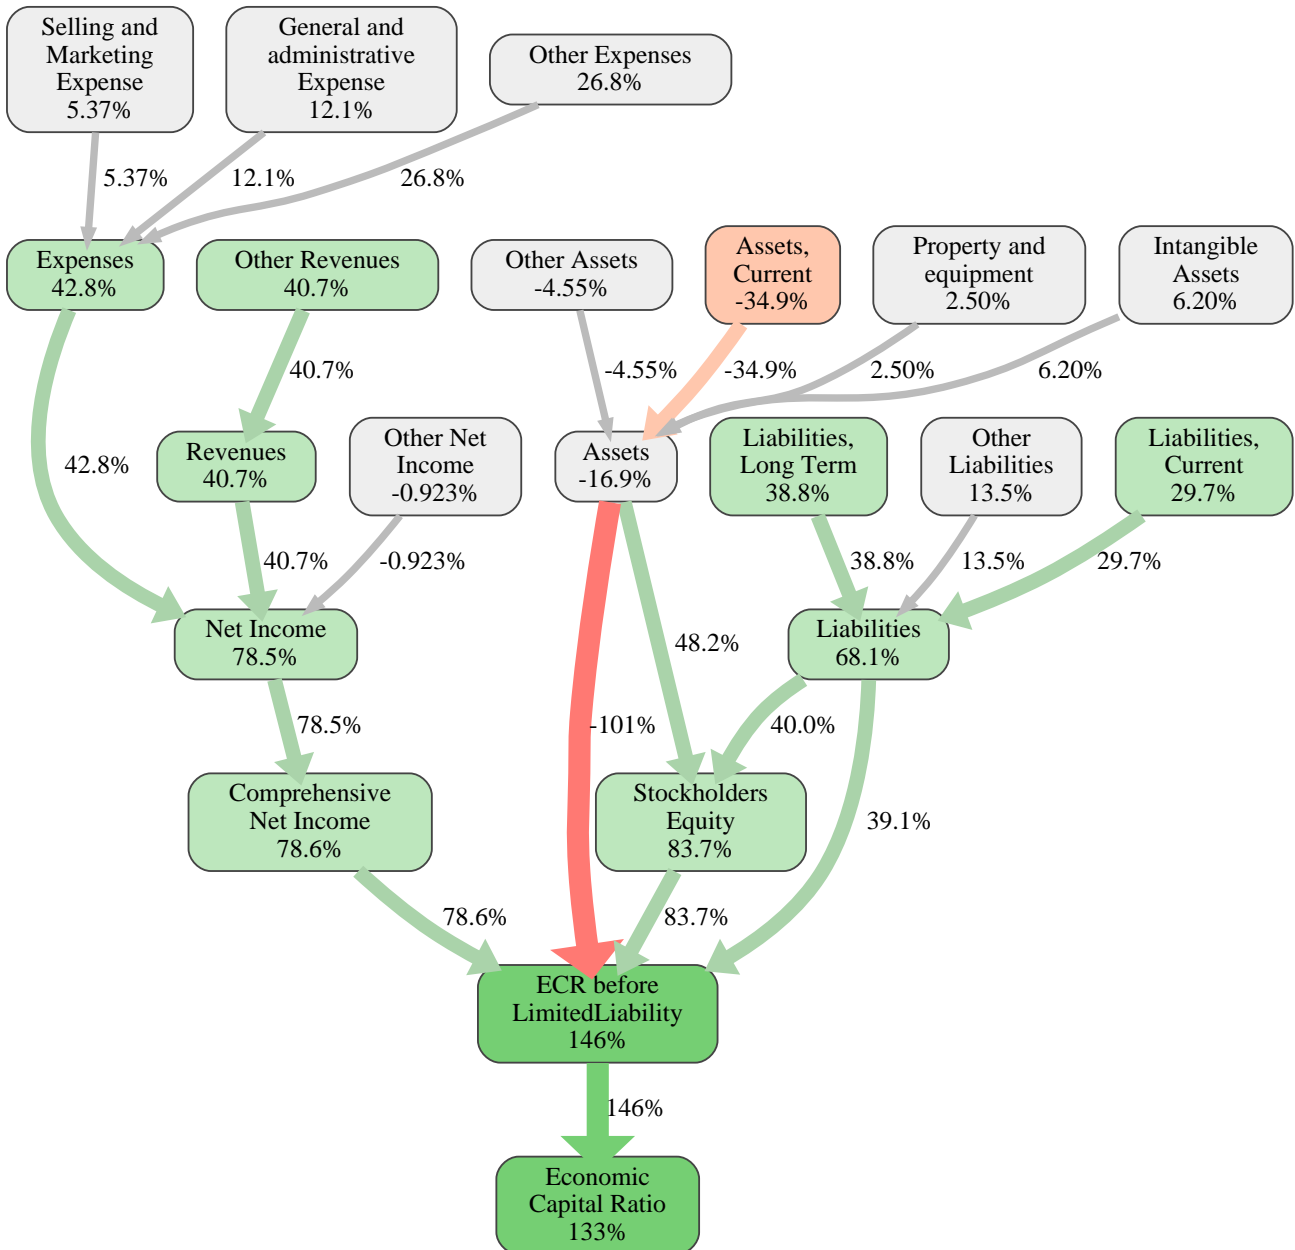 Selling and
Marketing
Expense
5.37%
General and
administrative
Expense
12.1%
Other Expenses
26.8%
5.37%
12.1%
26.8%
Expenses
42.8%
Other Revenues
40.7%
Other Assets
-4.55%
Assets,
Current
-34.9%
Property and
equipment
2.50%
Intangible
Assets
6.20%
40.7%
-4.55%
-34.9%
2.50%
6.20%
42.8%
Revenues
40.7%
Other Net
Income
-0.923%
Assets
-16.9%
Liabilities,
Long Term
38.8%
Other
Liabilities
13.5%
Liabilities,
Current
29.7%
40.7%
-0.923%
38.8%
13.5%
29.7%
Net Income
78.5%
48.2%
Liabilities
68.1%
78.5%
-101%
40.0%
Comprehensive
Net Income
78.6%
Stockholders
Equity
83.7%
39.1%
78.6%
83.7%
ECR before
LimitedLiability
146%
146%
Economic
Capital Ratio
133%